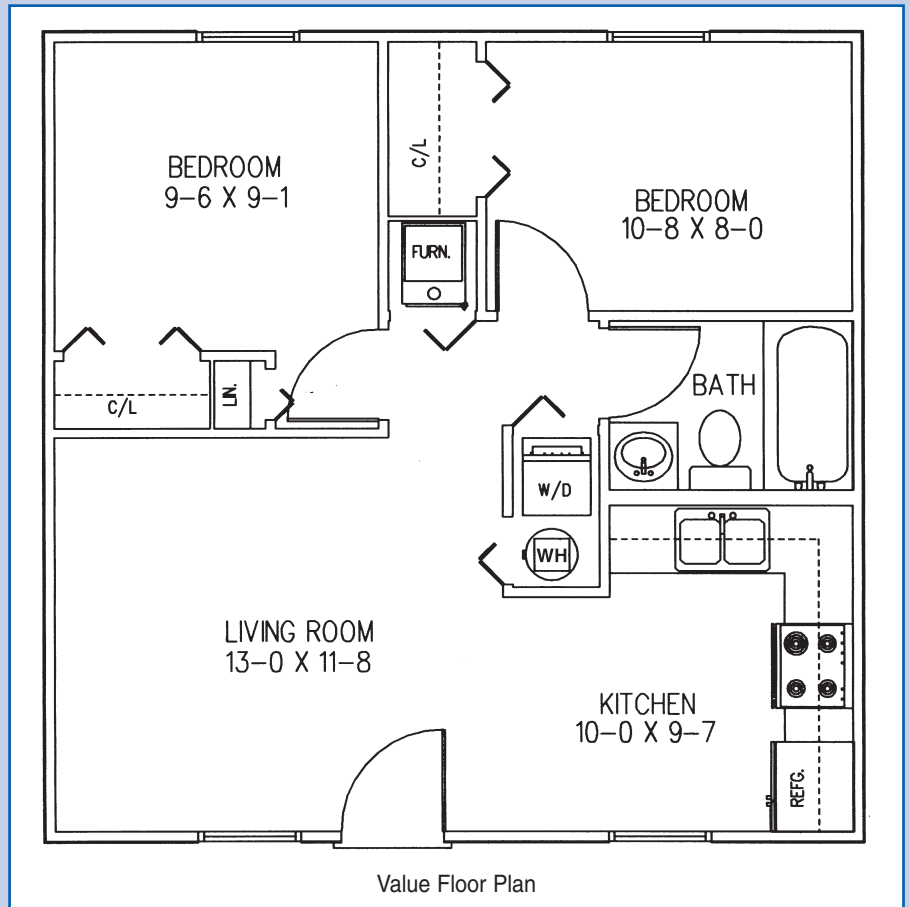 BEDROOM
9-6 X 9-1
C/L
BEDROOM
10-8 X 8-0
FURN.
C/L
LIN.
BATH
W/D
WH
LIVING ROOM
13-0 X 11-8
KITCHEN
10-0 X 9-7
REFG.
Value Floor Plan